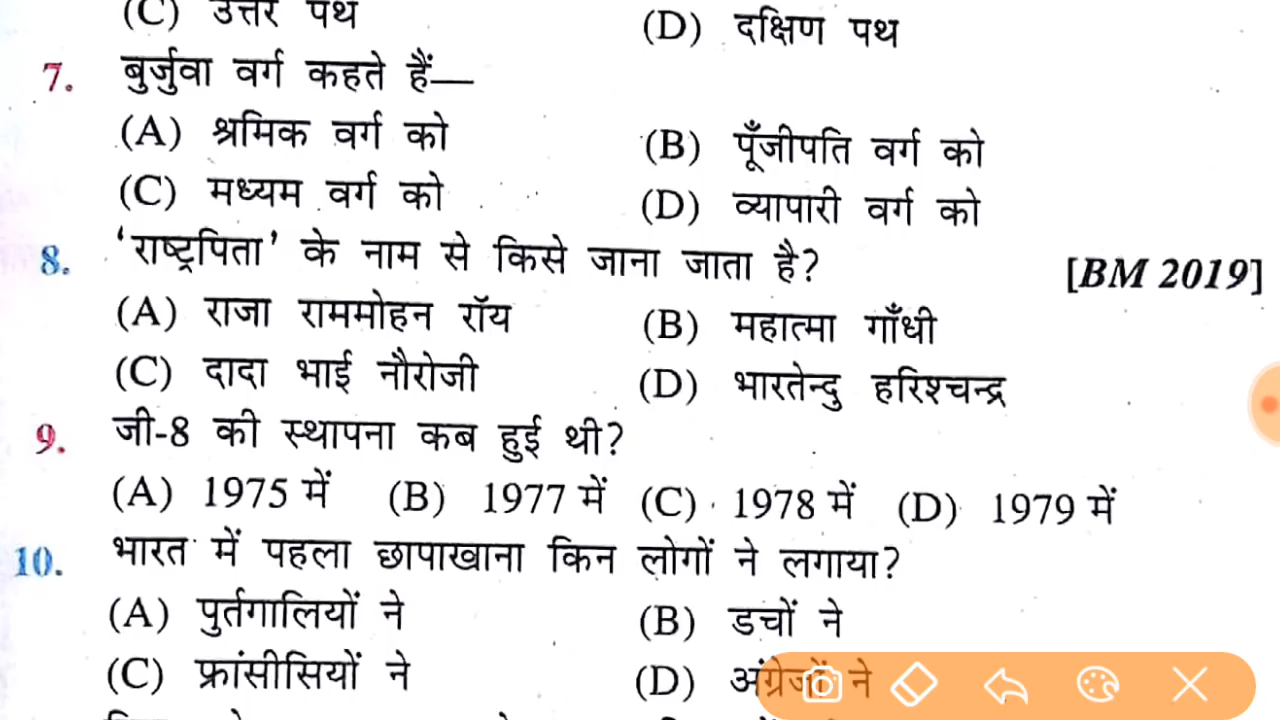 (C) उत्तर पथ (D) दक्षिण पथ
7. बुर्जुवा वर्ग कहते हैं—
(A) श्रमिक वर्ग को (B) पूँजीपति वर्ग को
(C) मध्यम वर्ग को (D) व्यापारी वर्ग को
8. ‘राष्ट्रपिता’ के नाम से किसे जाना जाता है? [BM 2019]
(A) राजा राममोहन रॉय (B) महात्मा गाँधी
(C) दादा भाई नौरोजी (D) भारतेन्दु हरिश्चन्द्र
9. जी-8 की स्थापना कब हुई थी?
(A) 1975 में (B) 1977 में (C) 1978 में (D) 1979 में
10. भारत में पहला छापाखाना किन लोगों ने लगाया?
(A) पुर्तगालियों ने (B) डचों ने
(C) फ्रांसीसियों ने (D) अंग्रेजों ने